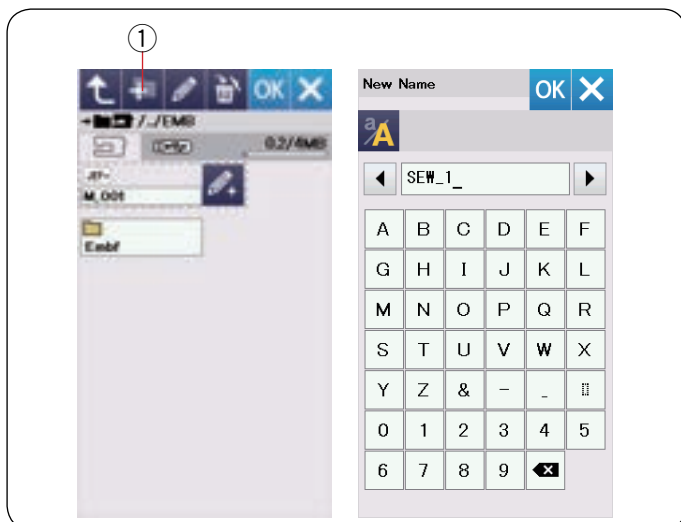 ①
OK
/../EMB
0.2/4MB
M_001
Embf
New Name
OK
aA
SEW_1_
A B C D E F
G H I J K L
M N O P Q R
S T U V W X
Y Z & - _
0 1 2 3 4 5
6 7 8 9